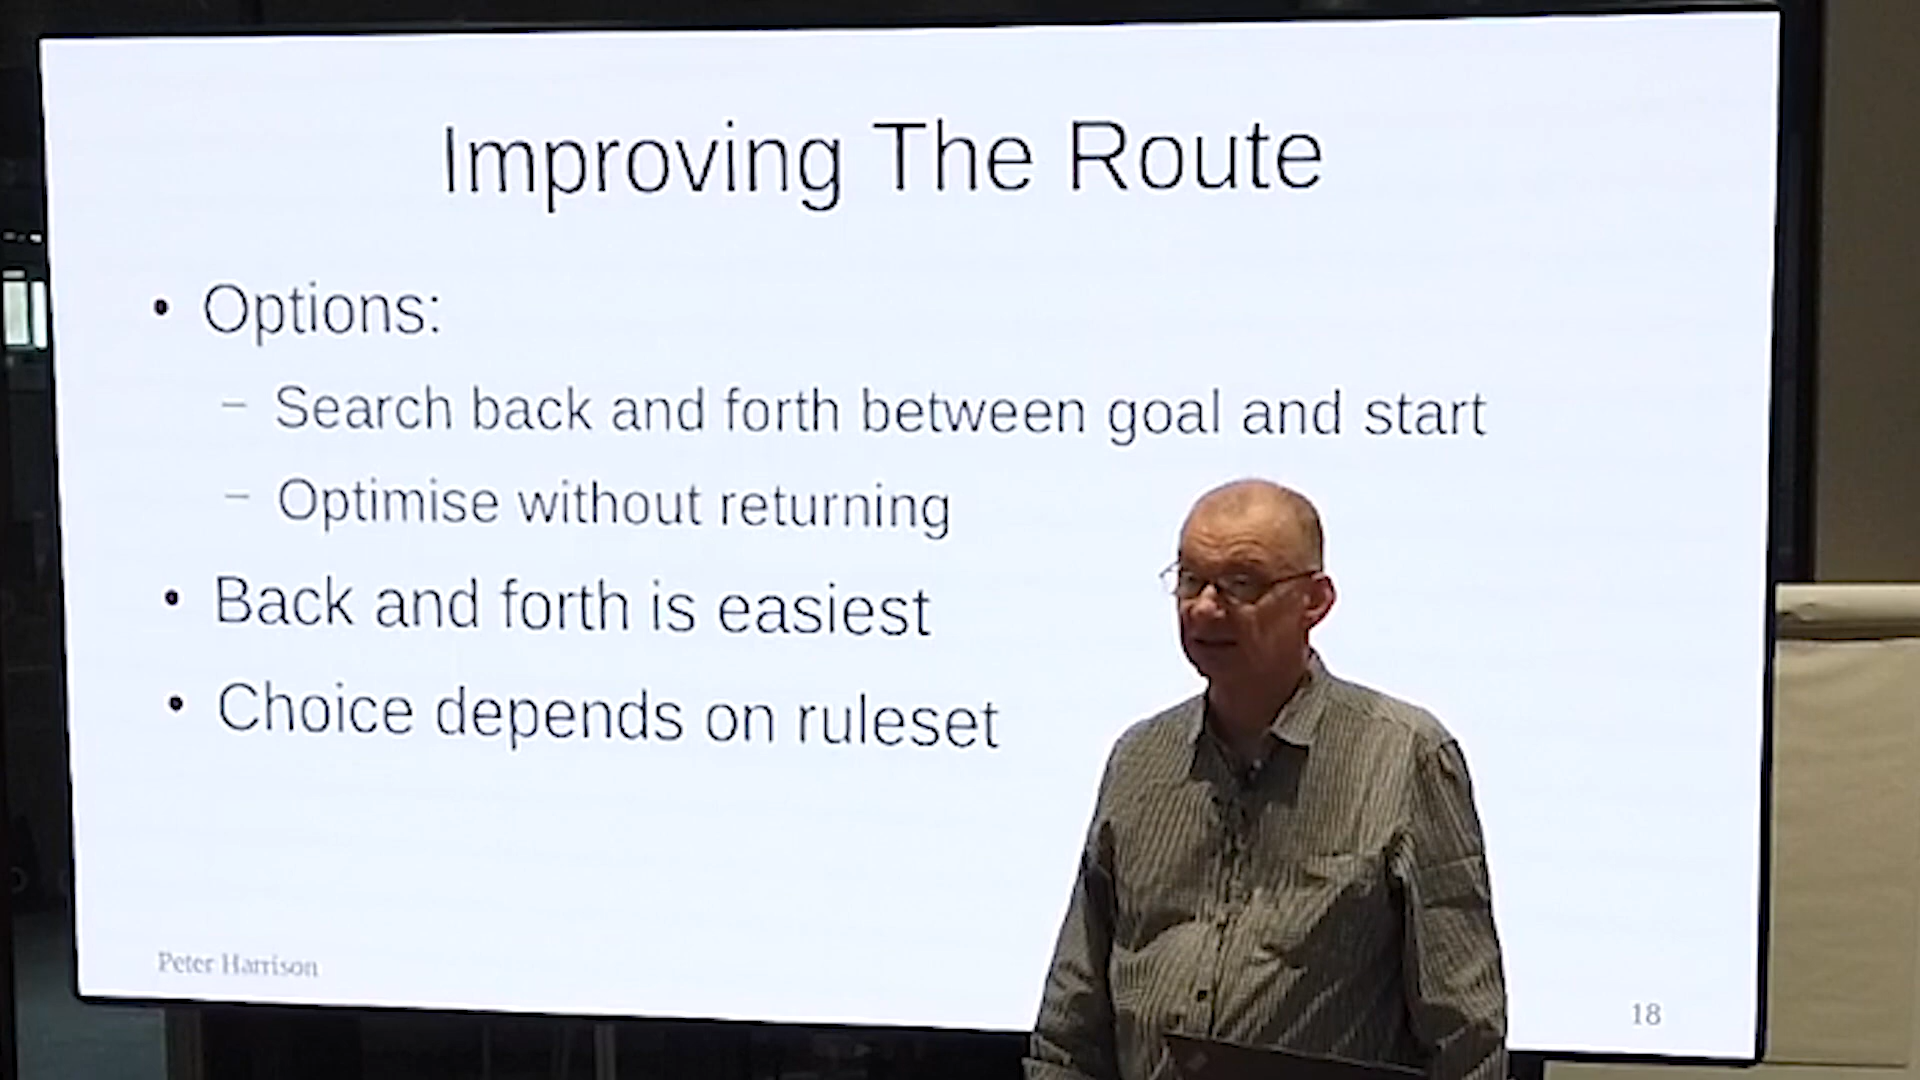 Improving The Route
• Options:
– Search back and forth between goal and start
– Optimise without returning
• Back and forth is easiest
• Choice depends on ruleset
Peter Harrison
18